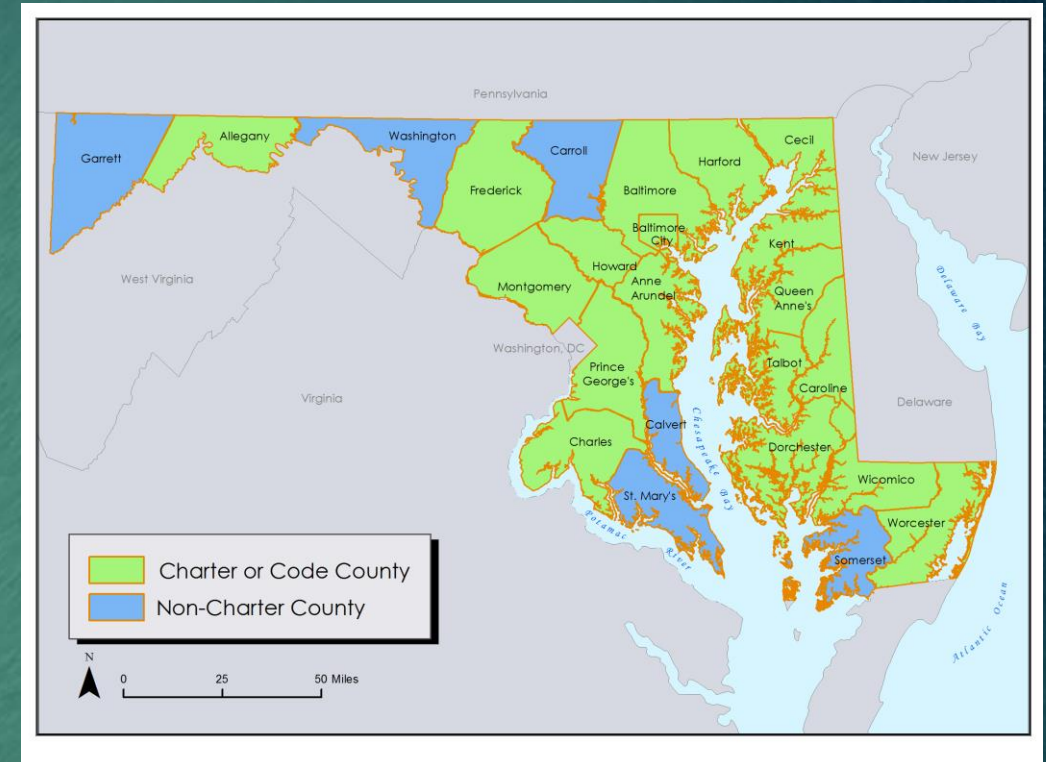 Pennsylvania
Garrett
Allegany
Washington
Frederick
Carroll
Baltimore
Harford
Cecil
New Jersey
Baltimore
City
Kent
West Virginia
Montgomery
Howard
Anne
Arundel
Queen
Anne's
Delaware Bay
Washington, DC
Prince
George's
Talbot
Caroline
Virginia
Delaware
Charles
Calvert
Chesapeake Bay
Dorchester
St. Mary's
Wicomico
Worcester
Potamac River
Somerset
Atlantic Ocean
Charter or Code County
Non-Charter County
N
0 25 50 Miles